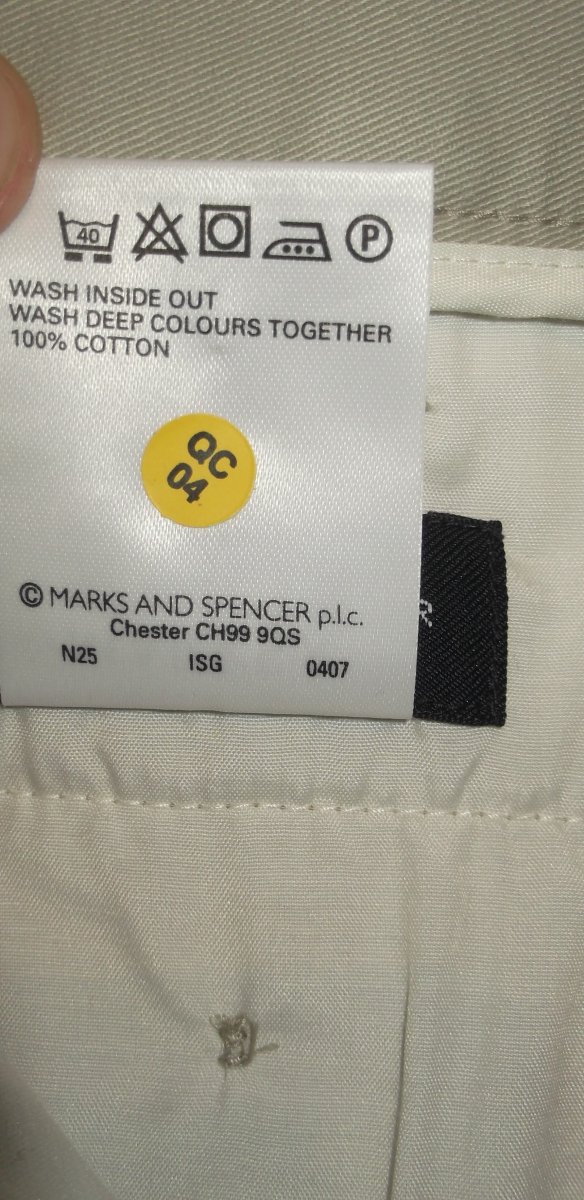 40
P
WASH INSIDE OUT
WASH DEEP COLOURS TOGETHER
100% COTTON
QC
04
© MARKS AND SPENCER p.l.c.
Chester CH99 9QS
N25 ISG 0407